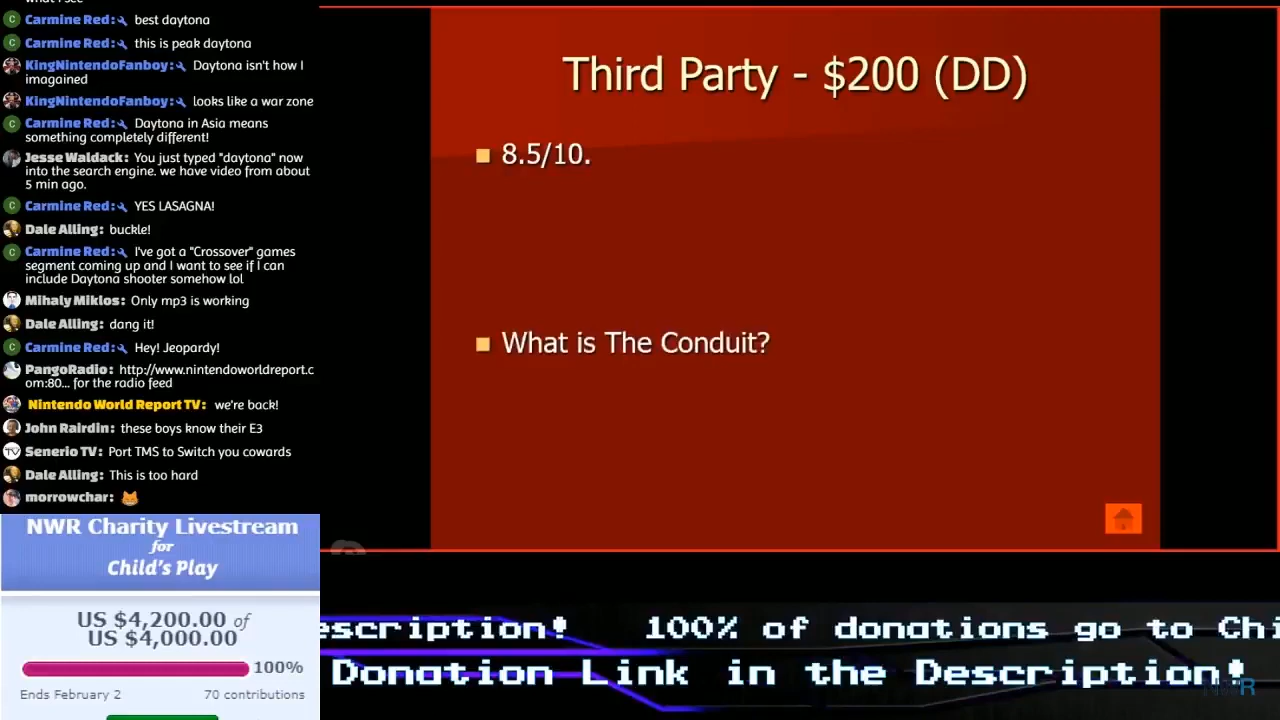 what I see
Carmine Red: best daytona
Carmine Red: this is peak daytona
KingNintendoFanboy: Daytona isn't how I
imagained
KingNintendoFanboy: looks like a war zone
Carmine Red: Daytona in Asia means
something completely different!
Jesse Waldack: You just typed "daytona" now
into the search engine. we have video from about
5 min ago.
Carmine Red: YES LASAGNA!
Dale Alling: buckle!
Carmine Red: I've got a "Crossover" games
segment coming up and I want to see if I can
include Daytona shooter somehow lol
Mihaly Miklos: Only mp3 is working
Dale Alling: dang it!
Carmine Red: Hey! Jeopardy!
PangoRadio: http://www.nintendoworldreport.c
om:80... for the radio feed
Nintendo World Report TV: we're back!
John Rairdin: these boys know their E3
Senerio TV: Port TMS to Switch you cowards
Dale Alling: This is too hard
morrowchar:
NWR Charity Livestream
for
Child's Play
US $4,200.00 of
US $4,000.00
100%
Ends February 2 70 contributions
Third Party - $200 (DD)
8.5/10.
What is The Conduit?
escription! 100% of donations go to Chi
Donation Link in the Description!
NWR